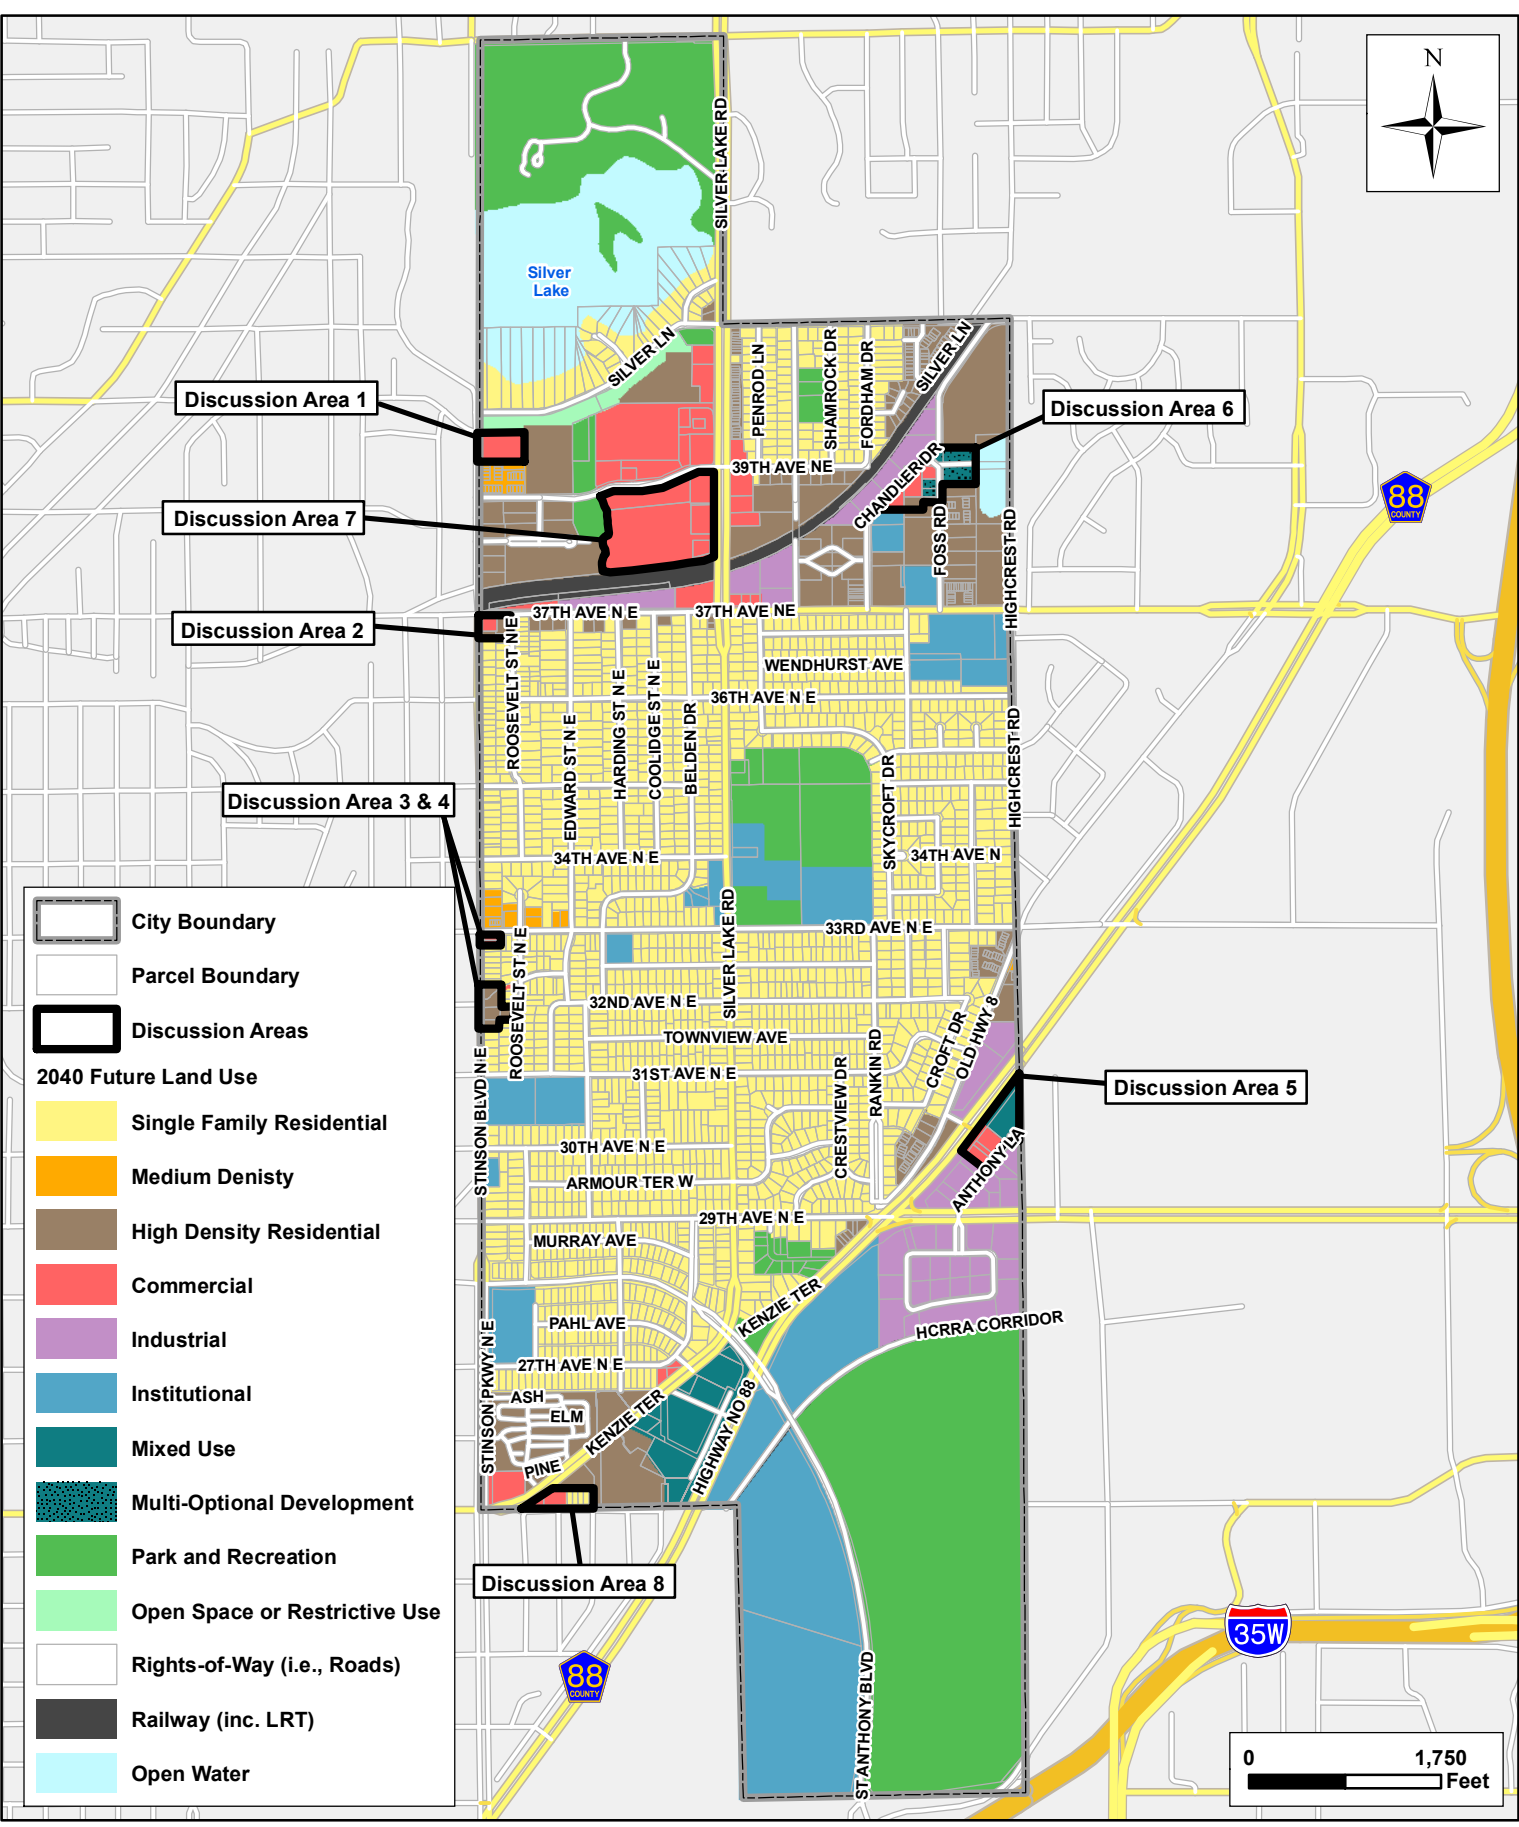 N
SILVER LAKE RD
Silver
Lake
SILVER LN
PENROD LN
SHAMROCK DR
FORDHAM DR
SILVER LN
Discussion Area 1
Discussion Area 6
39TH AVE NE
CHANDLER DR
88
COUNTY
Discussion Area 7
FOSS RD
HIGHCREST RD
37TH AVE N E
37TH AVE NE
Discussion Area 2
ROOSEVELT ST N E
WENDHURST AVE
36TH AVE N E
EDWARD ST N E
HARDING ST N E
COOLIDGE ST N E
BELDEN DR
SKYCROFT DR
HIGHCREST RD
Discussion Area 3 & 4
34TH AVE N E
34TH AVE N
SILVER LAKE RD
33RD AVE N E
ROOSEVELT ST N E
32ND AVE N E
TOWNVIEW AVE
31ST AVE N E
CRESTVIEW DR
RANKIN RD
CROFT DR
OLD HWY 8
Discussion Area 5
STINSON BLVD N E
30TH AVE N E
ARMOUR TER W
ANTHONY LA
29TH AVE N E
MURRAY AVE
KENZIE TER
PAHL AVE
HCRRA CORRIDOR
27TH AVE N E
STINSON PKWY N E
ASH
ELM
PINE
KENZIE TER
HIGHWAY NO 88
Discussion Area 8
88
COUNTY
35W
ST ANTHONY BLVD
City Boundary
Parcel Boundary
Discussion Areas
2040 Future Land Use
Single Family Residential
Medium Denisty
High Density Residential
Commercial
Industrial
Institutional
Mixed Use
Multi-Optional Development
Park and Recreation
Open Space or Restrictive Use
Rights-of-Way (i.e., Roads)
Railway (inc. LRT)
Open Water
0 1,750
Feet